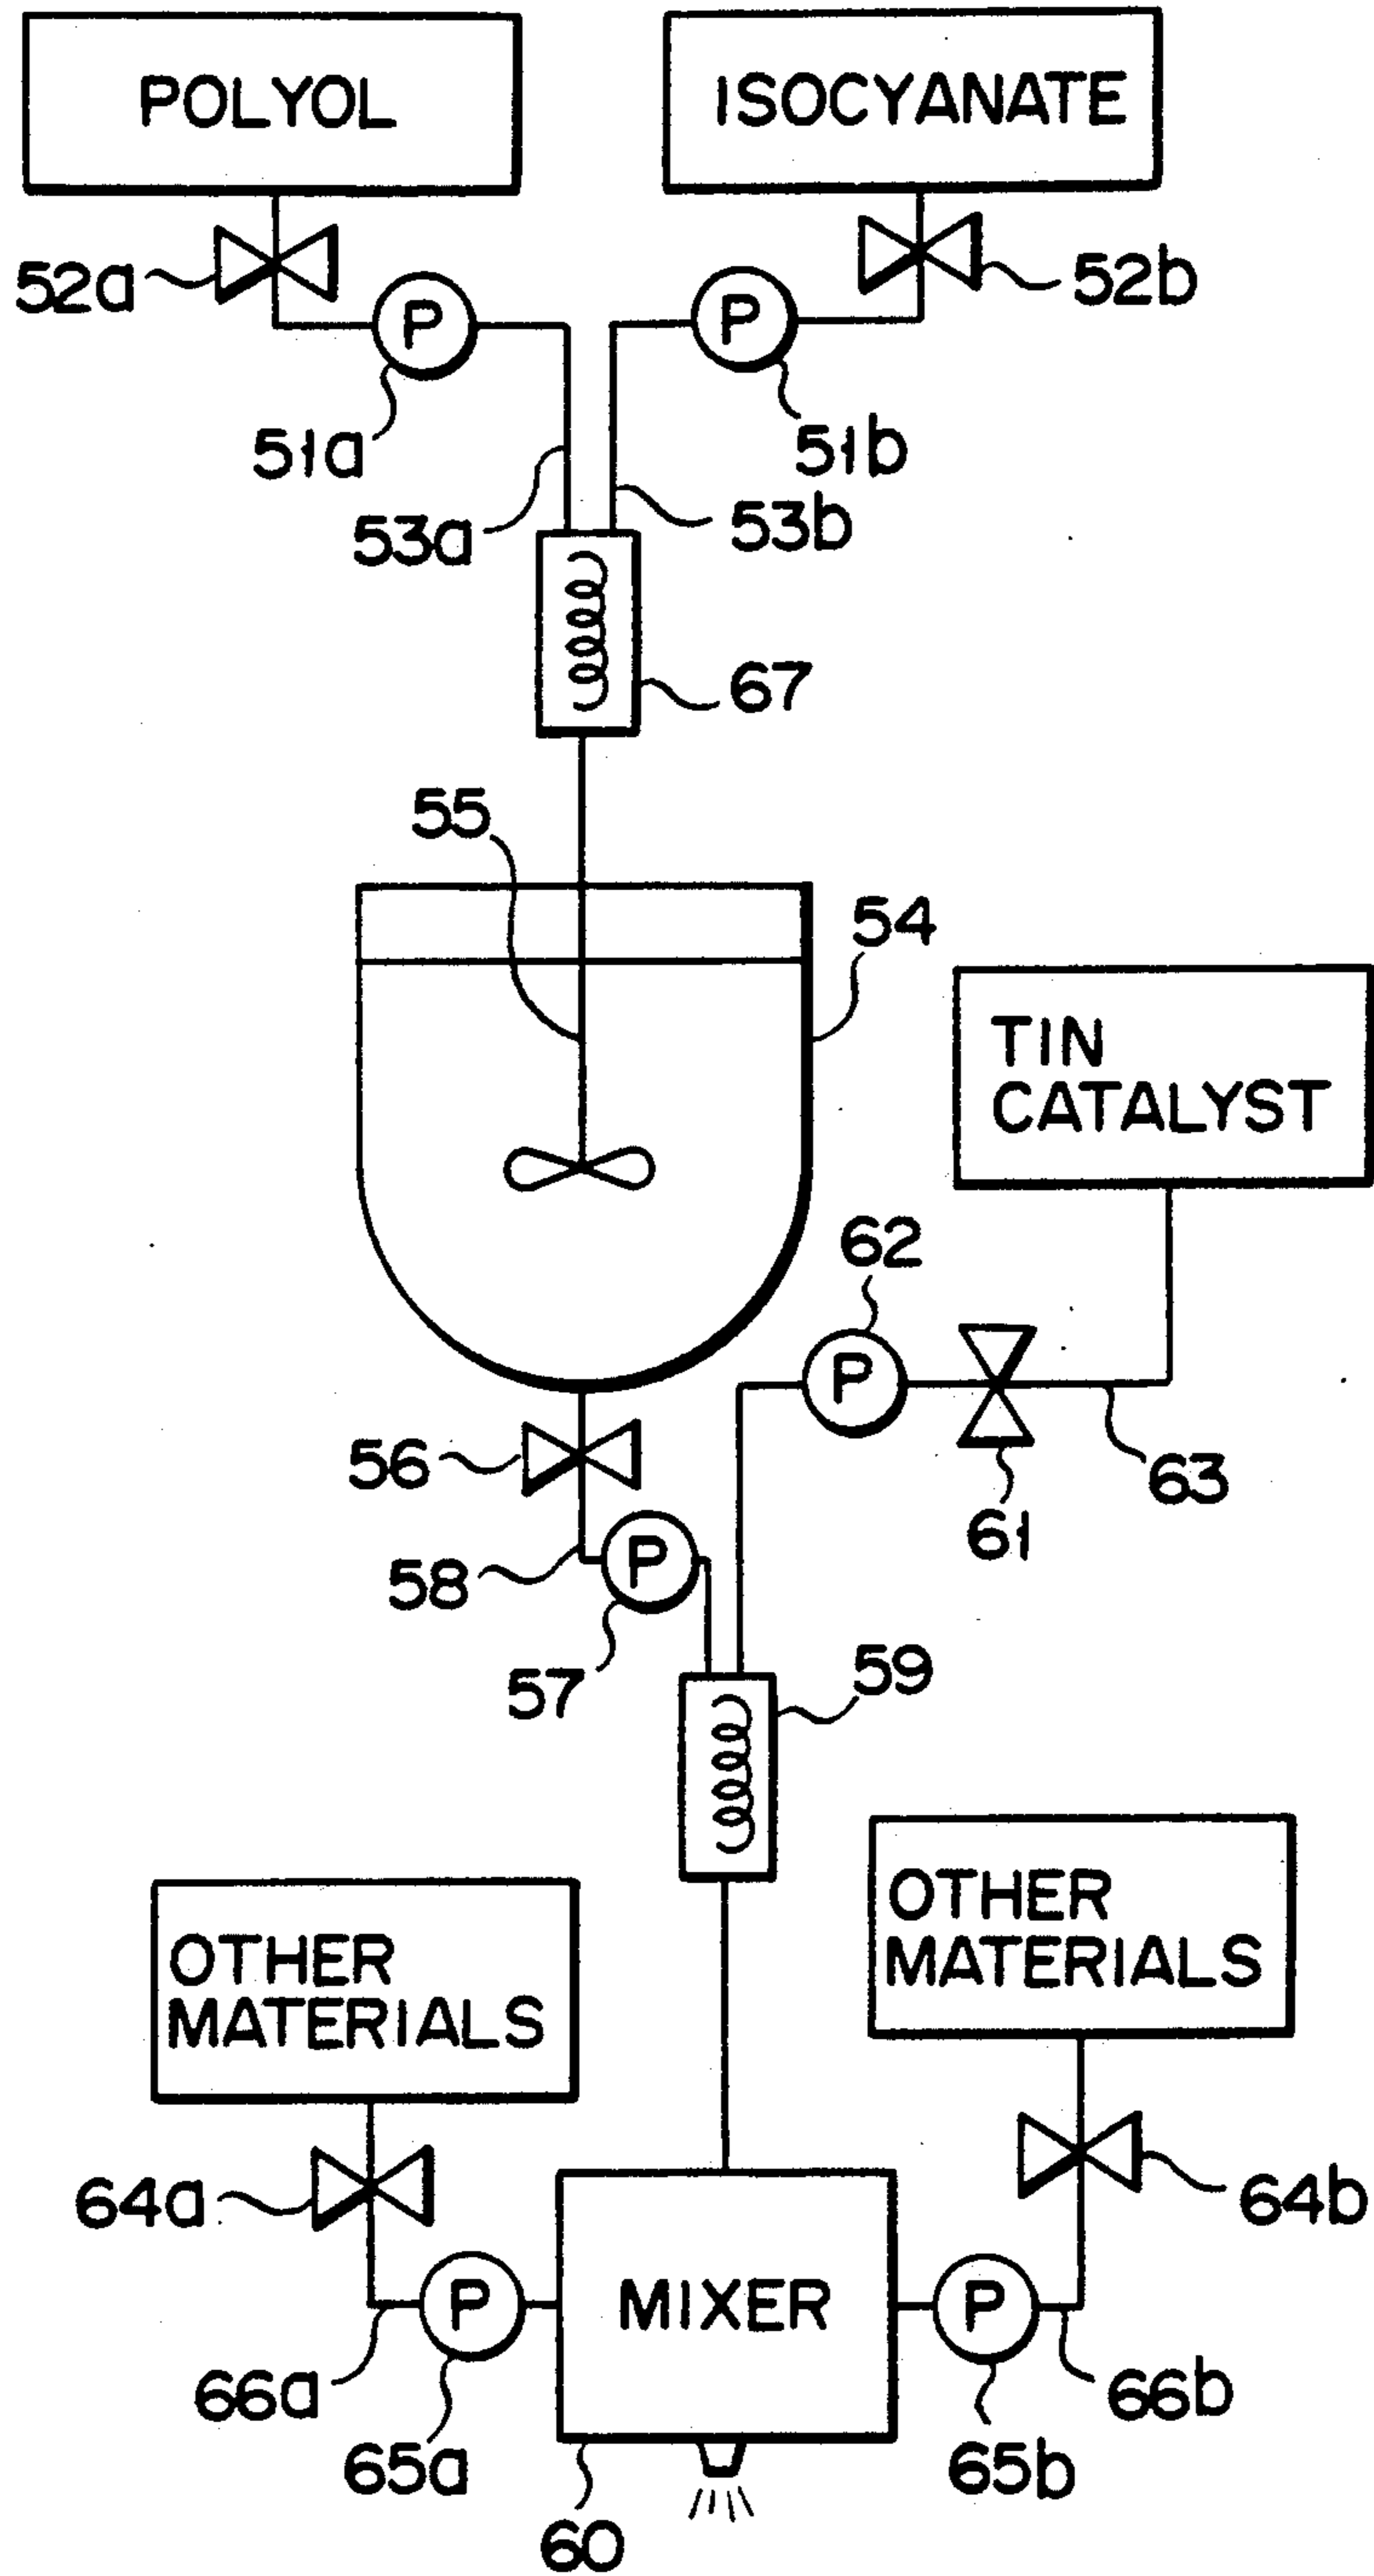 POLYOL
ISOCYANATE
52a
P
P
52b
51a
51b
53a
53b
67
55
54
TIN
CATALYST
62
P
56
63
61
P
58
57
59
OTHER
MATERIALS
OTHER
MATERIALS
64a
64b
P
MIXER
P
66a
66b
65a
65b
60